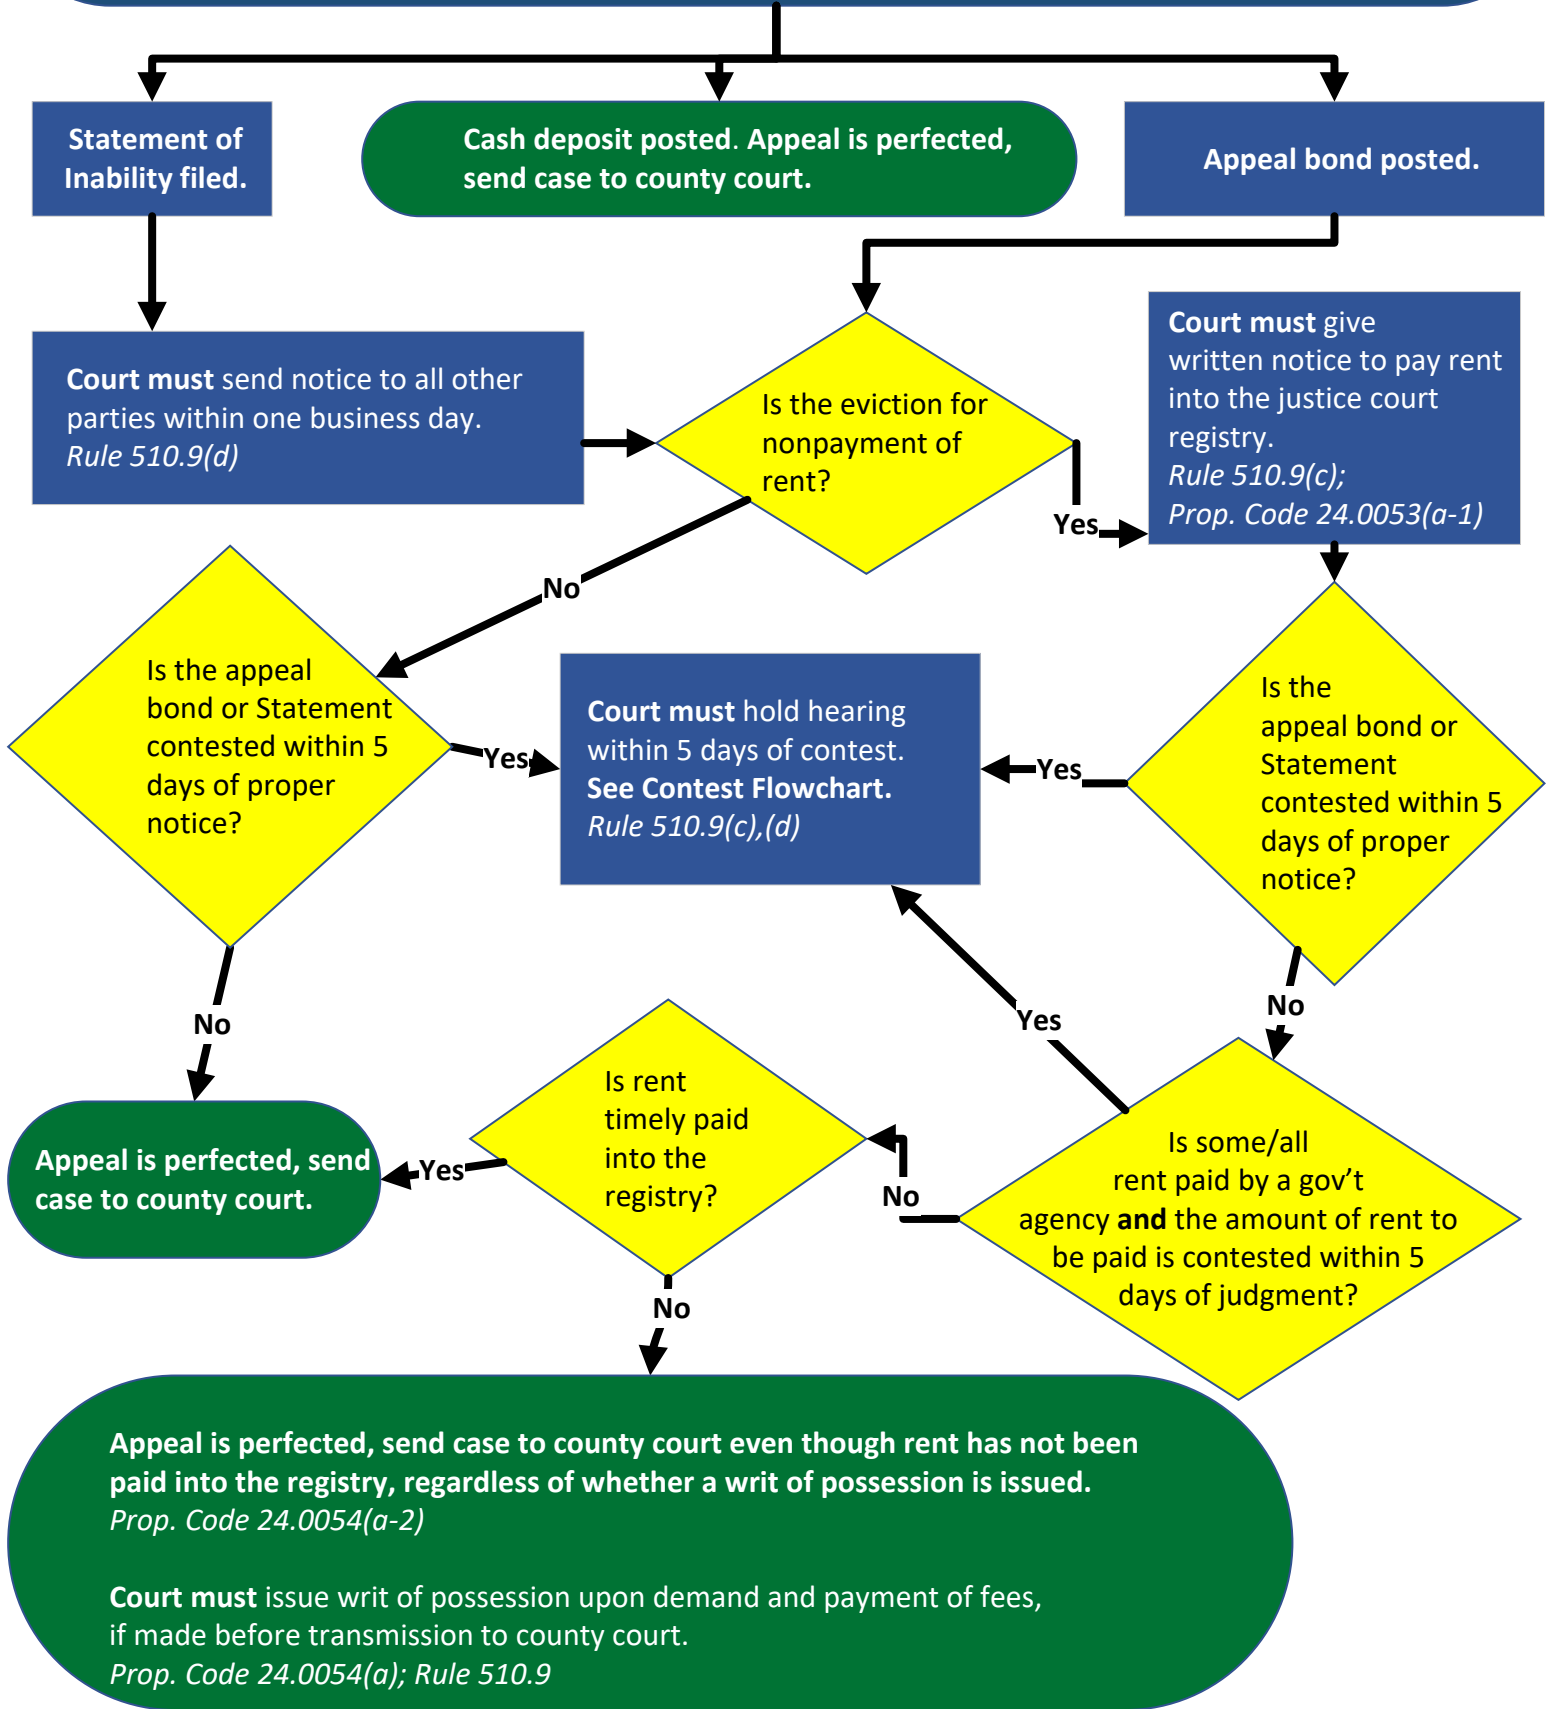 Statement of
Inability filed.
Cash deposit posted. Appeal is perfected,
send case to county court.
Appeal bond posted.
Court must send notice to all other
parties within one business day.
Rule 510.9(d)
Is the eviction for
nonpayment of
rent?
Court must give
written notice to pay rent
into the justice court
registry.
Rule 510.9(c);
Prop. Code 24.0053(a-1)
Yes
No
Is the appeal
bond or Statement
contested within 5
days of proper
notice?
Yes
Court must hold hearing
within 5 days of contest.
See Contest Flowchart.
Rule 510.9(c),(d)
Yes
Is the
appeal bond or
Statement
contested within 5
days of proper
notice?
No
Yes
No
Appeal is perfected, send
case to county court.
Yes
Is rent
timely paid
into the
registry?
No
Is some/all
rent paid by a gov't
agency and the amount of rent to
be paid is contested within 5
days of judgment?
No
Appeal is perfected, send case to county court even though rent has not been
paid into the registry, regardless of whether a writ of possession is issued.
Prop. Code 24.0054(a-2)
Court must issue writ of possession upon demand and payment of fees,
if made before transmission to county court.
Prop. Code 24.0054(a); Rule 510.9